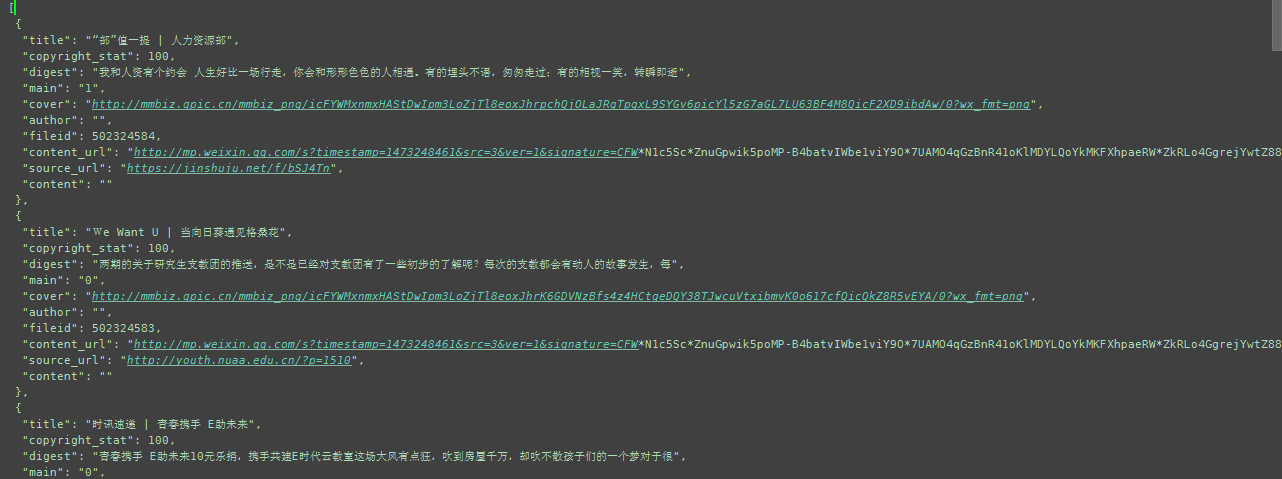 [
{
"title": "“部”值一提 | 人力资源部",
"copyright_stat": 100,
"digest": "我和人资有个约会 人生好比一场行走，你会和形形色色的人相遇。有的埋头不语，匆匆走过；有的相视一笑，转瞬即逝",
"main": "1",
"cover": "http://mmbiz.qpic.cn/mmbiz_png/icFYWMxnmxHAStDwIpm3LoZjTl8eoxJhrpchQjOLaJRgTpqxL9SYGv6picYl5zG7aGL7LU63BF4M8QicF2XD9ibdAw/0?wx_fmt=png",
"author": "",
"fileid": 502324584,
"content_url": "http://mp.weixin.qq.com/s?timestamp=1473248461&src=3&ver=1&signature=CFW*N1c5Sc*ZnuGpwik5poMP-B4batvIWbe1viY9O*7UAMO4qGzBnR4loKlMDYLQoYkMKFXhpaeRW*ZkRLo4GgrejYwtZ88
"source_url": "https://jinshuju.net/f/bSJ4Tn",
"content": ""
},
{
"title": "We Want U | 当向日葵遇见格桑花",
"copyright_stat": 100,
"digest": "两期的关于研究生支教团的推送，是不是已经对支教团有了一些初步的了解呢？每次的支教都会有动人的故事发生，每",
"main": "0",
"cover": "http://mmbiz.qpic.cn/mmbiz_png/icFYWMxnmxHAStDwIpm3LoZjTl8eoxJhrK6GDVNzBfs4z4HCtgeDQY38TJwcuVtxibmvK0o617cfQicQkZ8R5vEYA/0?wx_fmt=png",
"author": "",
"fileid": 502324583,
"content_url": "http://mp.weixin.qq.com/s?timestamp=1473248461&src=3&ver=1&signature=CFW*N1c5Sc*ZnuGpwik5poMP-B4batvIWbe1viY9O*7UAMO4qGzBnR4loKlMDYLQoYkMKFXhpaeRW*ZkRLo4GgrejYwtZ88
"source_url": "http://youth.nuaa.edu.cn/?p=1510",
"content": ""
},
{
"title": "时讯速递 | 青春携手 E助未来",
"copyright_stat": 100,
"digest": "青春携手 E助未来10元乐捐，携手共建E时代云教室这场大风有点狂，吹到房屋千万，却吹不散孩子们的一个梦对于很",
"main": "0",